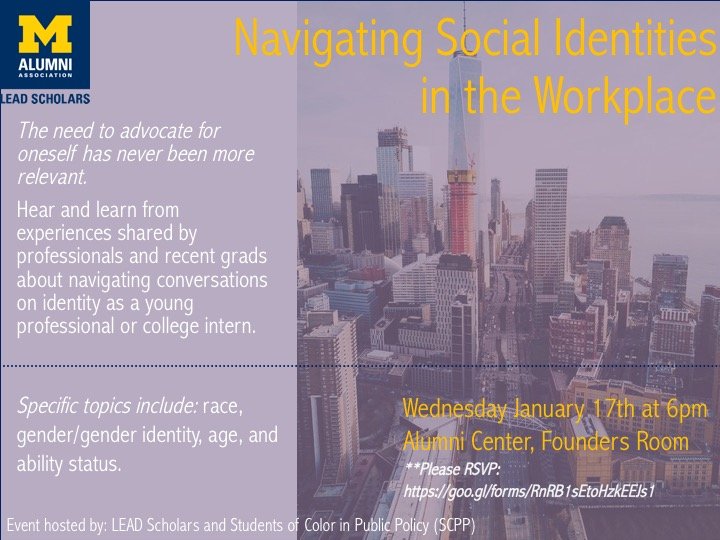 M
ALUMNI
ASSOCIATION
LEAD SCHOLARS
Navigating Social Identities
in the Workplace
The need to advocate for
oneself has never been more
relevant.
Hear and learn from
experiences shared by
professionals and recent grads
about navigating conversations
on identity as a young
professional or college intern.
Specific topics include: race,
gender/gender identity, age, and
ability status.
Wednesday January 17th at 6pm
Alumni Center, Founders Room
**Please RSVP:
https://goo.gl/forms/RnRB1sEtoHzkEEJs1
Event hosted by: LEAD Scholars and Students of Color in Public Policy (SCPP)